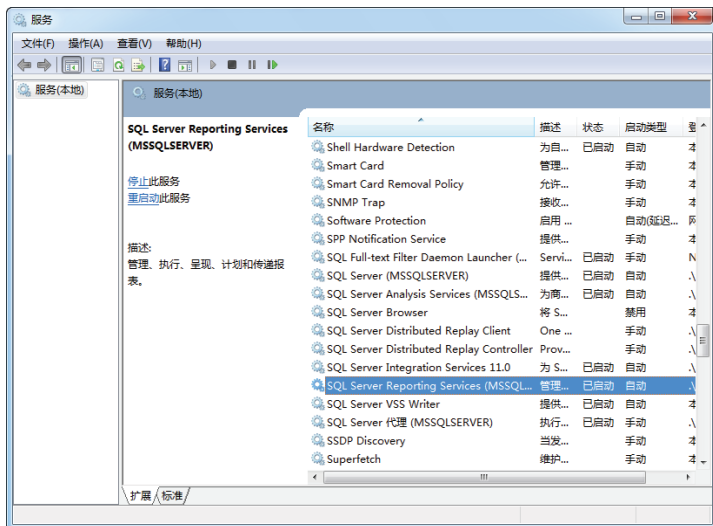 服务
文件(F) 操作(A) 查看(V) 帮助(H)
服务(本地)
服务(本地)
SQL Server Reporting Services (MSSQLSERVER)
停止此服务
重启动此服务
描述:
管理、执行、呈现、计划和传递报表。
名称 描述 状态 启动类型
Shell Hardware Detection 为自... 已启动 自动
Smart Card 管理... 手动
Smart Card Removal Policy 允许... 手动
SNMP Trap 接收... 手动
Software Protection 启用 ... 自动(延迟...
SPP Notification Service 提供... 手动
SQL Full-text Filter Daemon Launcher (... Servi... 已启动 手动
SQL Server (MSSQLSERVER) 提供... 已启动 自动 .\
SQL Server Analysis Services (MSSQLS... 为商... 已启动 自动 .\
SQL Server Browser 将 S... 禁用
SQL Server Distributed Replay Client One ... 手动 .\
SQL Server Distributed Replay Controller Prov... 手动 .\
SQL Server Integration Services 11.0 为 S... 已启动 自动 .\
SQL Server Reporting Services (MSSQL... 管理... 已启动 自动 .\
SQL Server VSS Writer 提供... 已启动 自动
SQL Server 代理 (MSSQLSERVER) 执行... 已启动 手动 .\
SSDP Discovery 当发... 手动
Superfetch 维护... 手动
扩展 标准